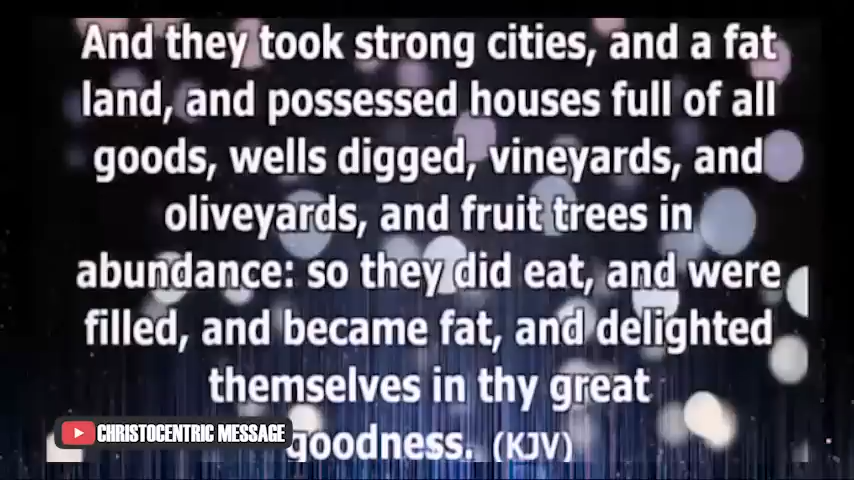 And they took strong cities, and a fat
land, and possessed houses full of all
goods, wells digged, vineyards, and
oliveyards, and fruit trees in
abundance: so they did eat, and were
filled, and became fat, and delighted
themselves in thy great
goodness. (KJV)
CHRISTOCENTRIC MESSAGE